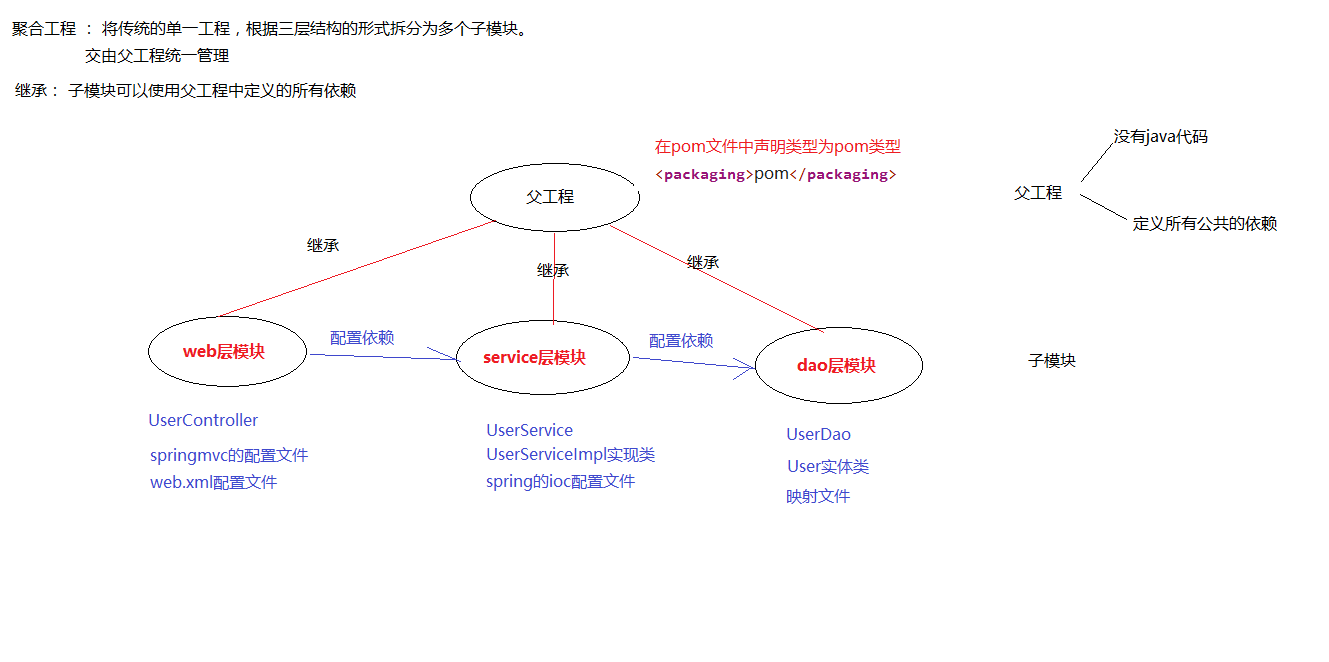 聚合工程 ： 将传统的单一工程，根据三层结构的形式拆分为多个子模块。
交由父工程统一管理
继承： 子模块可以使用父工程中定义的所有依赖
在pom文件中声明类型为pom类型
<packaging>pom</packaging>
没有java代码
父工程
父工程
定义所有公共的依赖
继承
继承
继承
配置依赖
配置依赖
web层模块
service层模块
dao层模块
子模块
UserController
springmvc的配置文件
web.xml配置文件
UserService
UserServiceImpl实现类
spring的ioc配置文件
UserDao
User实体类
映射文件